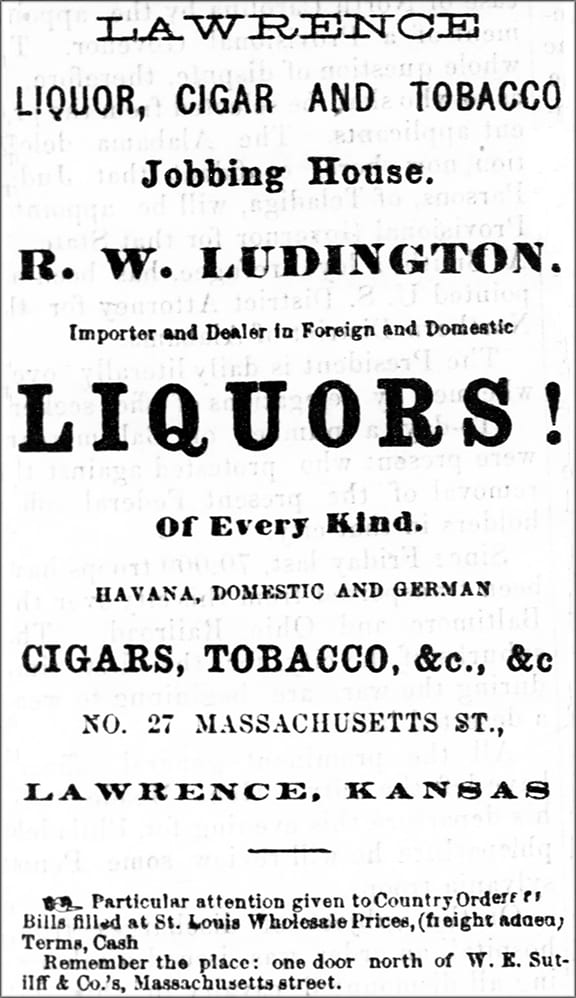 LAWRENCE
LIQUOR, CIGAR AND TOBACCO
Jobbing House.
R. W. LUDINGTON.
Importer and Dealer in Foreign and Domestic
LIQUORS!
Of Every Kind.
HAVANA, DOMESTIC AND GERMAN
CIGARS, TOBACCO, &c., &c
NO. 27 MASSACHUSETTS ST.,
LAWRENCE, KANSAS
Particular attention given to Country Orders
Bills filled at St. Louis Wholesale Prices, (freight added)
Terms, Cash
Remember the place: one door north of W. E. Sut-
liff & Co.'s, Massachusetts street.